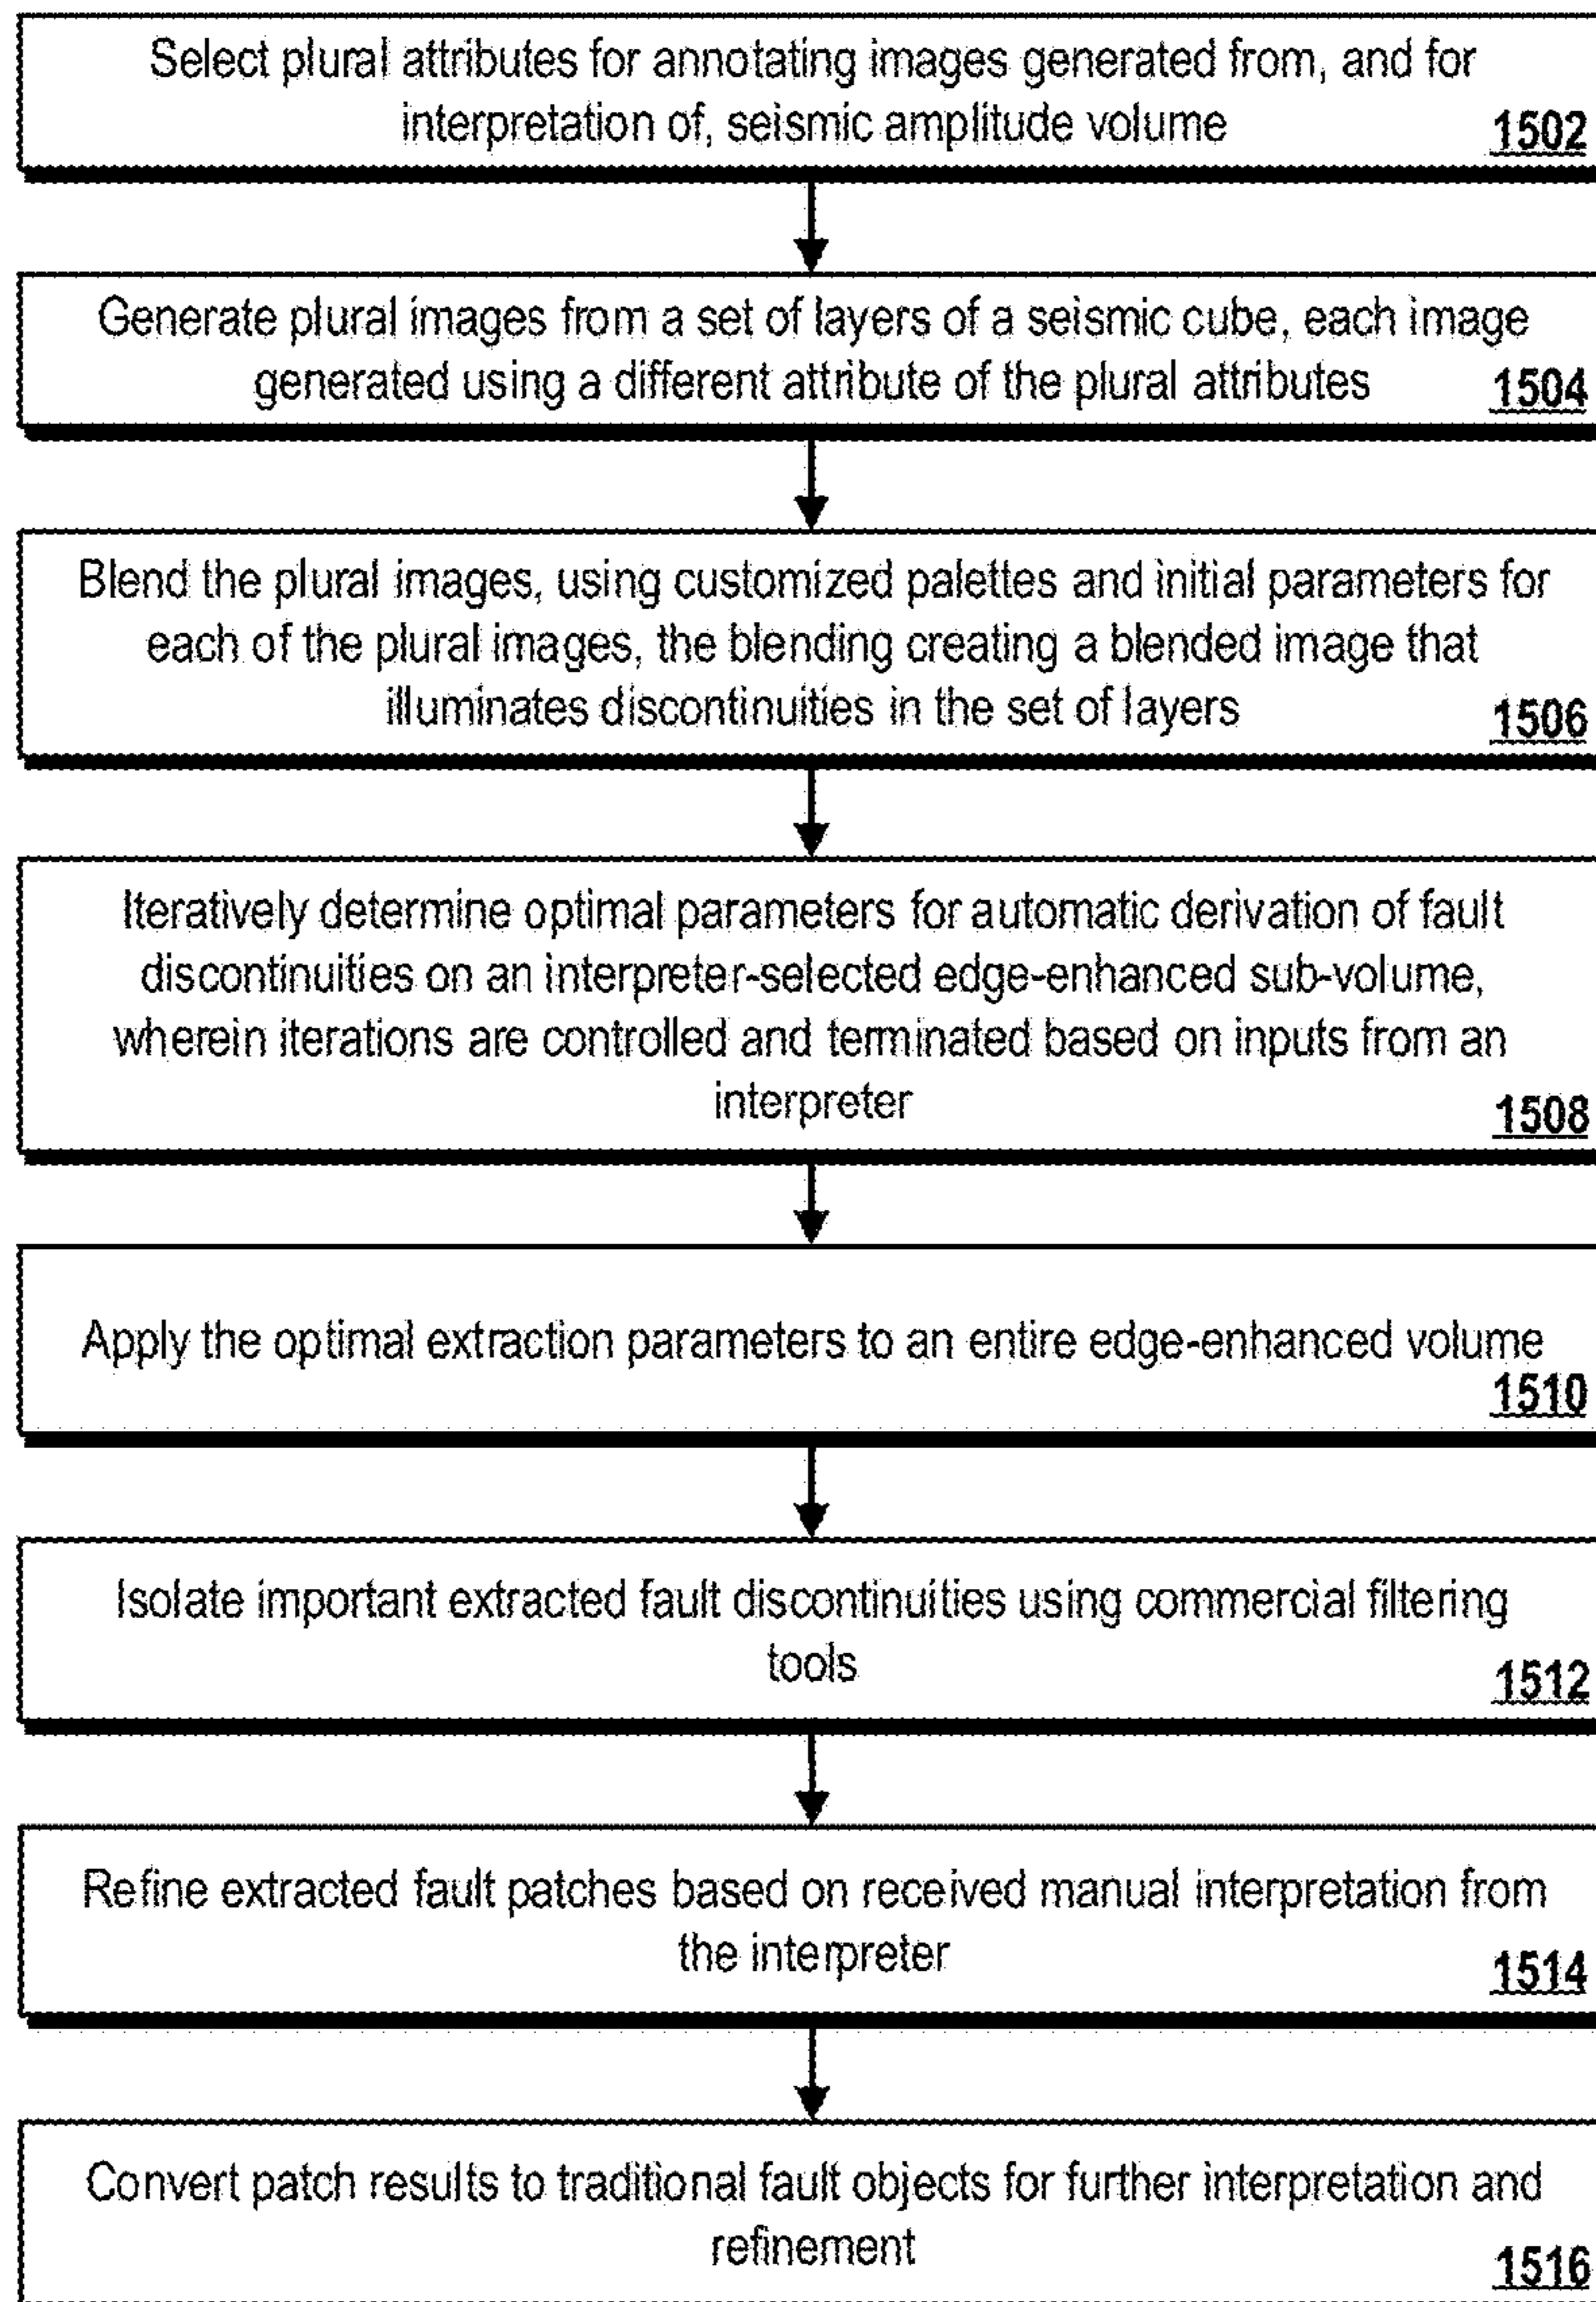 Select plural attributes for annotating images generated from, and for
interpretation of, seismic amplitude volume
1502
Generate plural images from a set of layers of a seismic cube, each image
generated using a different attribute of the plural attributes
1504
Blend the plural images, using customized palettes and initial parameters for
each of the plural images, the blending creating a blended image that
illuminates discontinuities in the set of layers
1506
Iteratively determine optimal parameters for automatic derivation of fault
discontinuities on an interpreter-selected edge-enhanced sub-volume,
wherein iterations are controlled and terminated based on inputs from an
interpreter
1508
Apply the optimal extraction parameters to an entire edge-enhanced volume
1510
Isolate important extracted fault discontinuities using commercial filtering
tools
1512
Refine extracted fault patches based on received manual interpretation from
the interpreter
1514
Convert patch results to traditional fault objects for further interpretation and
refinement
1516